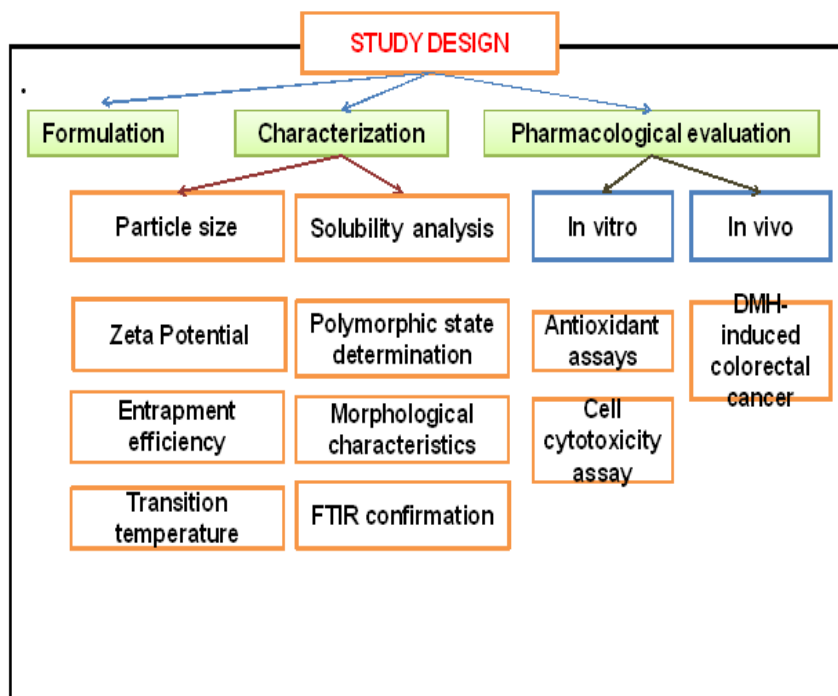 STUDY DESIGN
.
Formulation
Characterization
Pharmacological evaluation
Particle size
Solubility analysis
In vitro
In vivo
Zeta Potential
Polymorphic state
determination
Antioxidant
assays
DMH-
induced
colorectal
cancer
Entrapment
efficiency
Morphological
characteristics
Cell
cytotoxicity
assay
Transition
temperature
FTIR confirmation